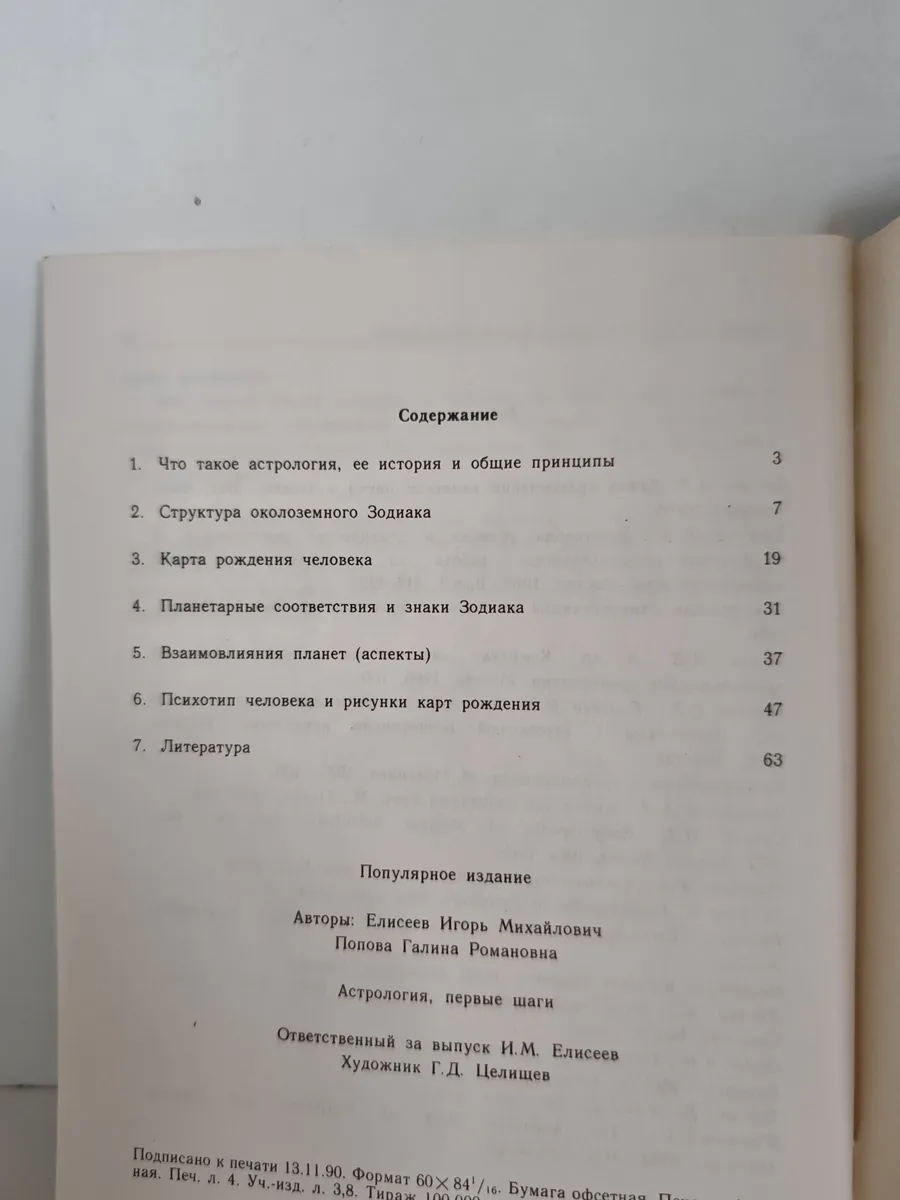 Содержание
1. Что такое астрология, ее история и общие принципы 3
2. Структура околоземного Зодиака 7
3. Карта рождения человека 19
4. Планетарные соответствия и знаки Зодиака 31
5. Взаимовлияния планет (аспекты) 37
6. Психотип человека и рисунки карт рождения 47
7. Литература 63
Популярное издание
Авторы: Елисеев Игорь Михайлович
Попова Галина Романовна
Астрология, первые шаги
Ответственный за выпуск И.М. Елисеев
Художник Г.Д. Целищев
Подписано к печати 13.11.90. Формат 60×84¹/₁₆. Бумага офсетная.
ная. Печ. л. 4. Уч.-изд. л. 3,8. Тираж 100 000